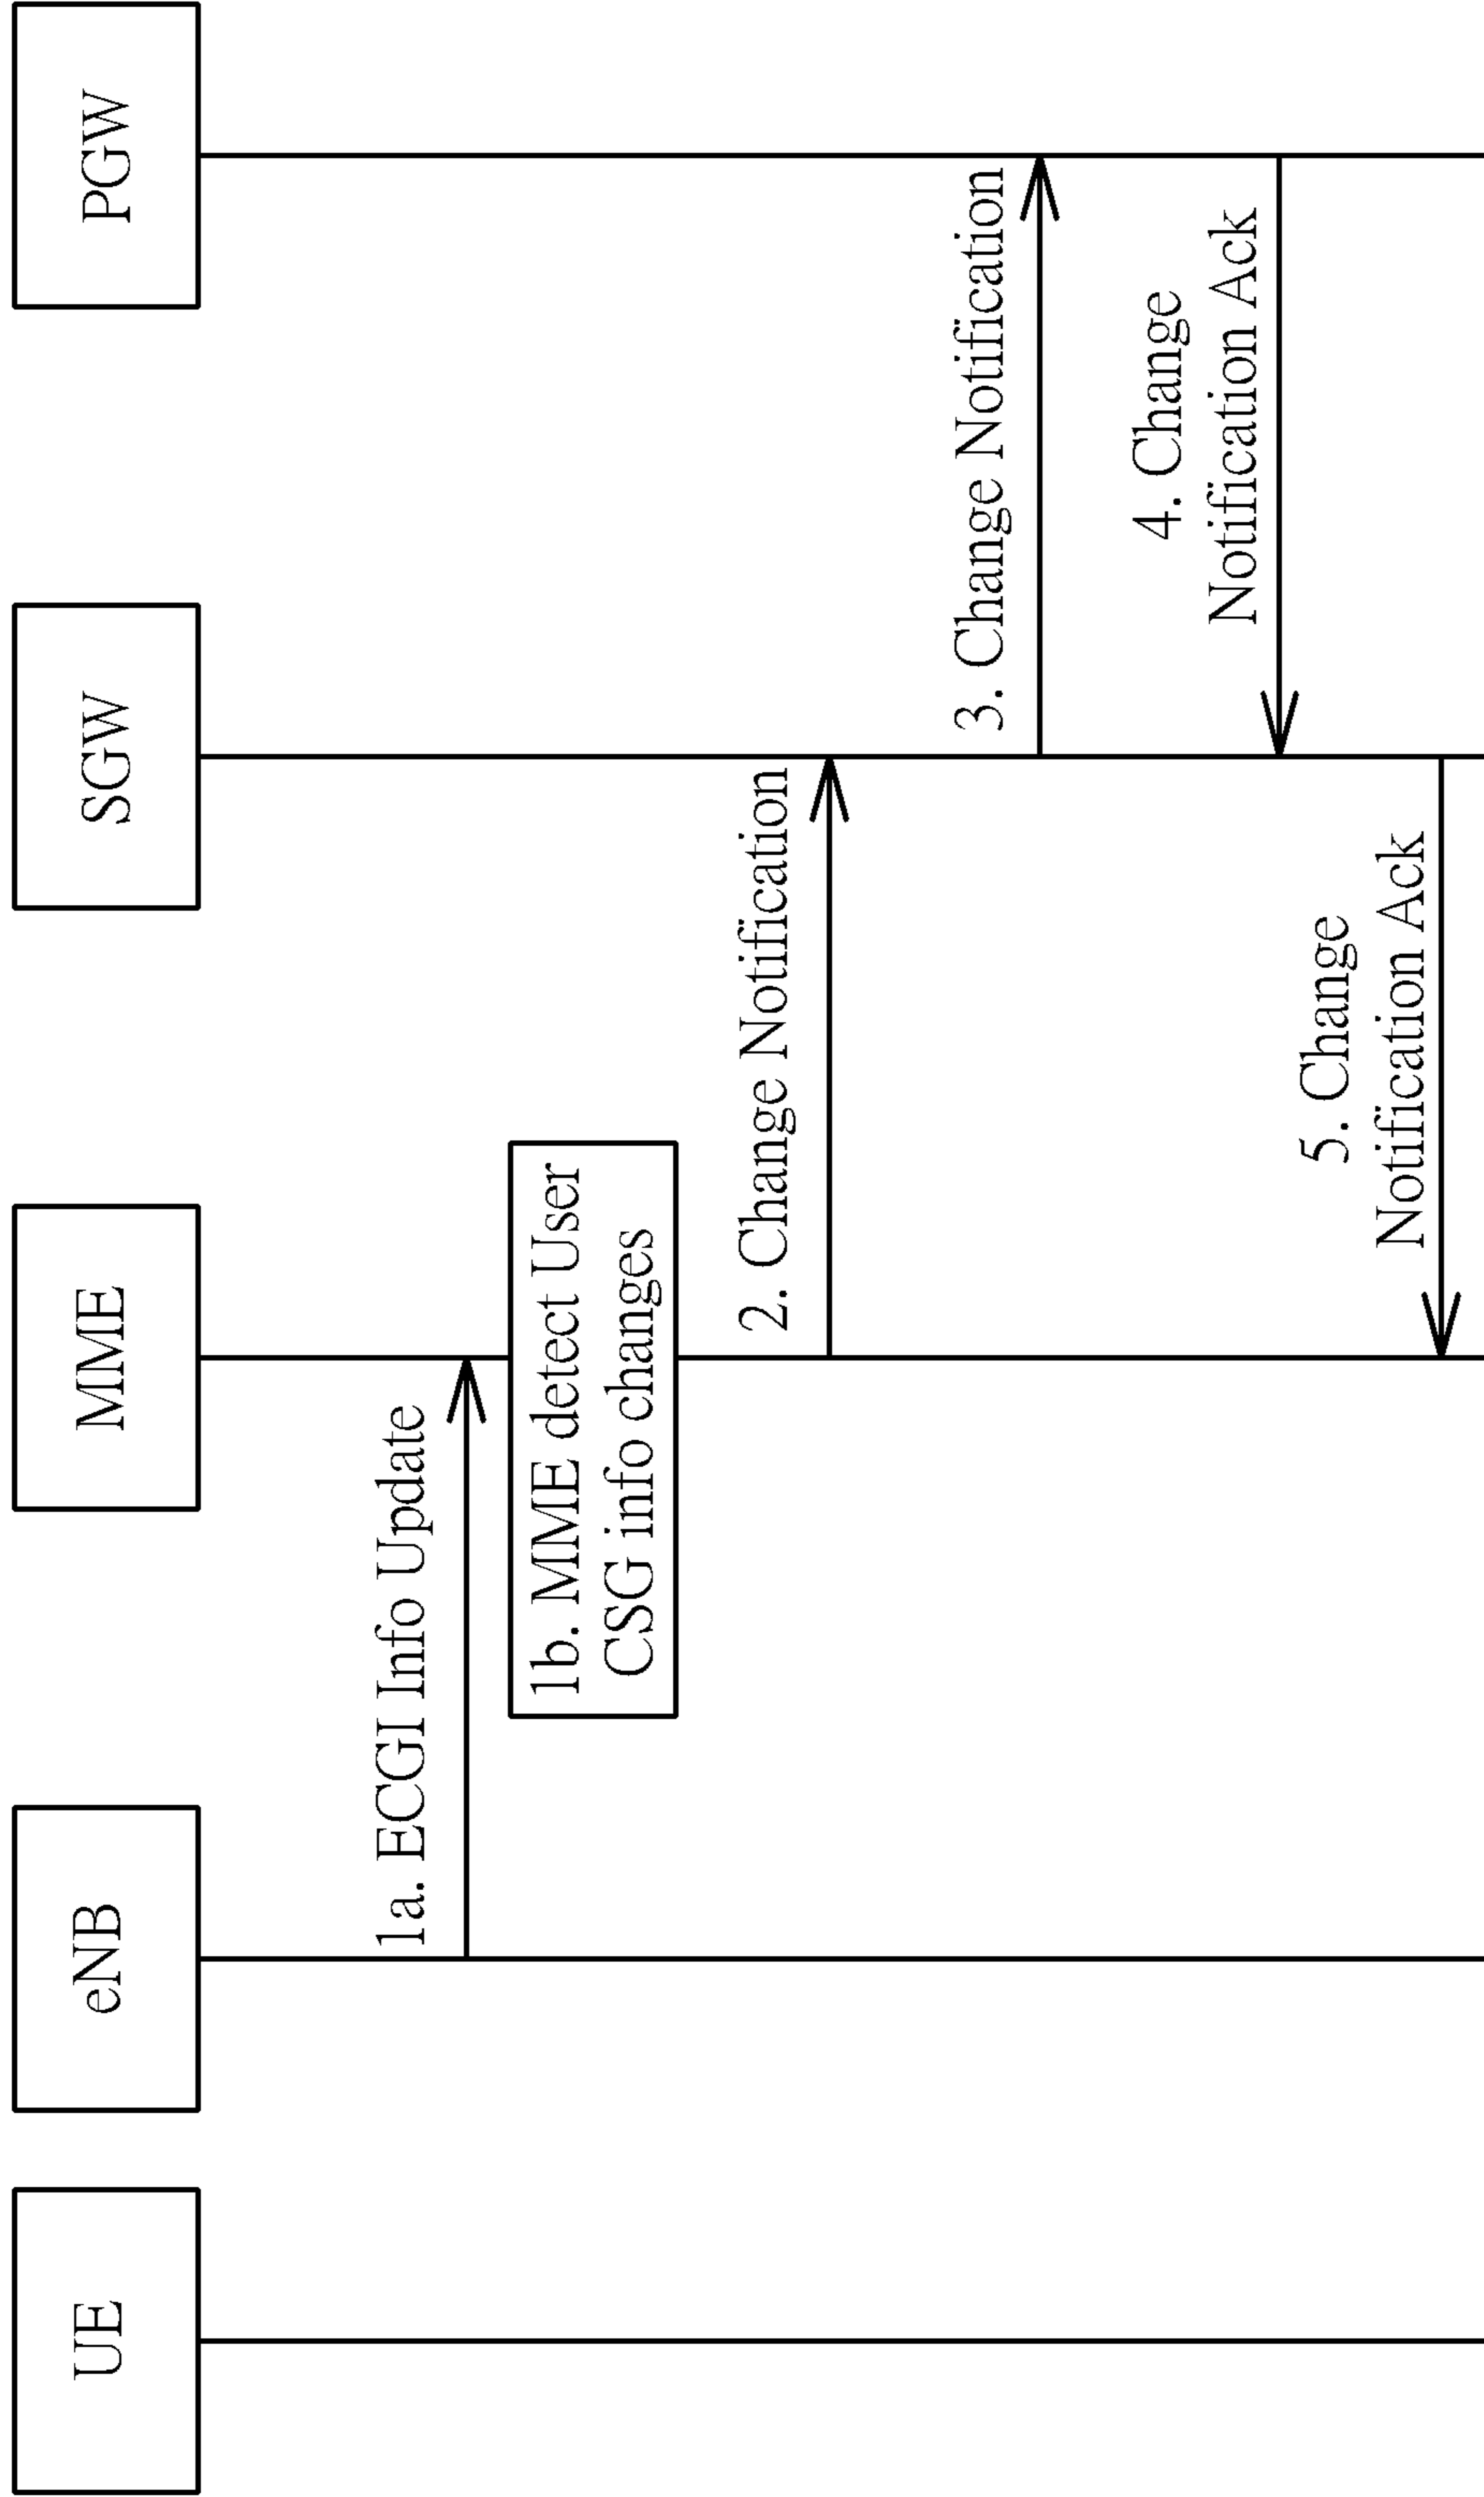 UE
eNB
MME
SGW
PGW
1a. ECGI Info Update
1b. MME detect User
CSG info changes
2. Change Notification
3. Change Notification
4. Change
Notification Ack
5. Change
Notification Ack